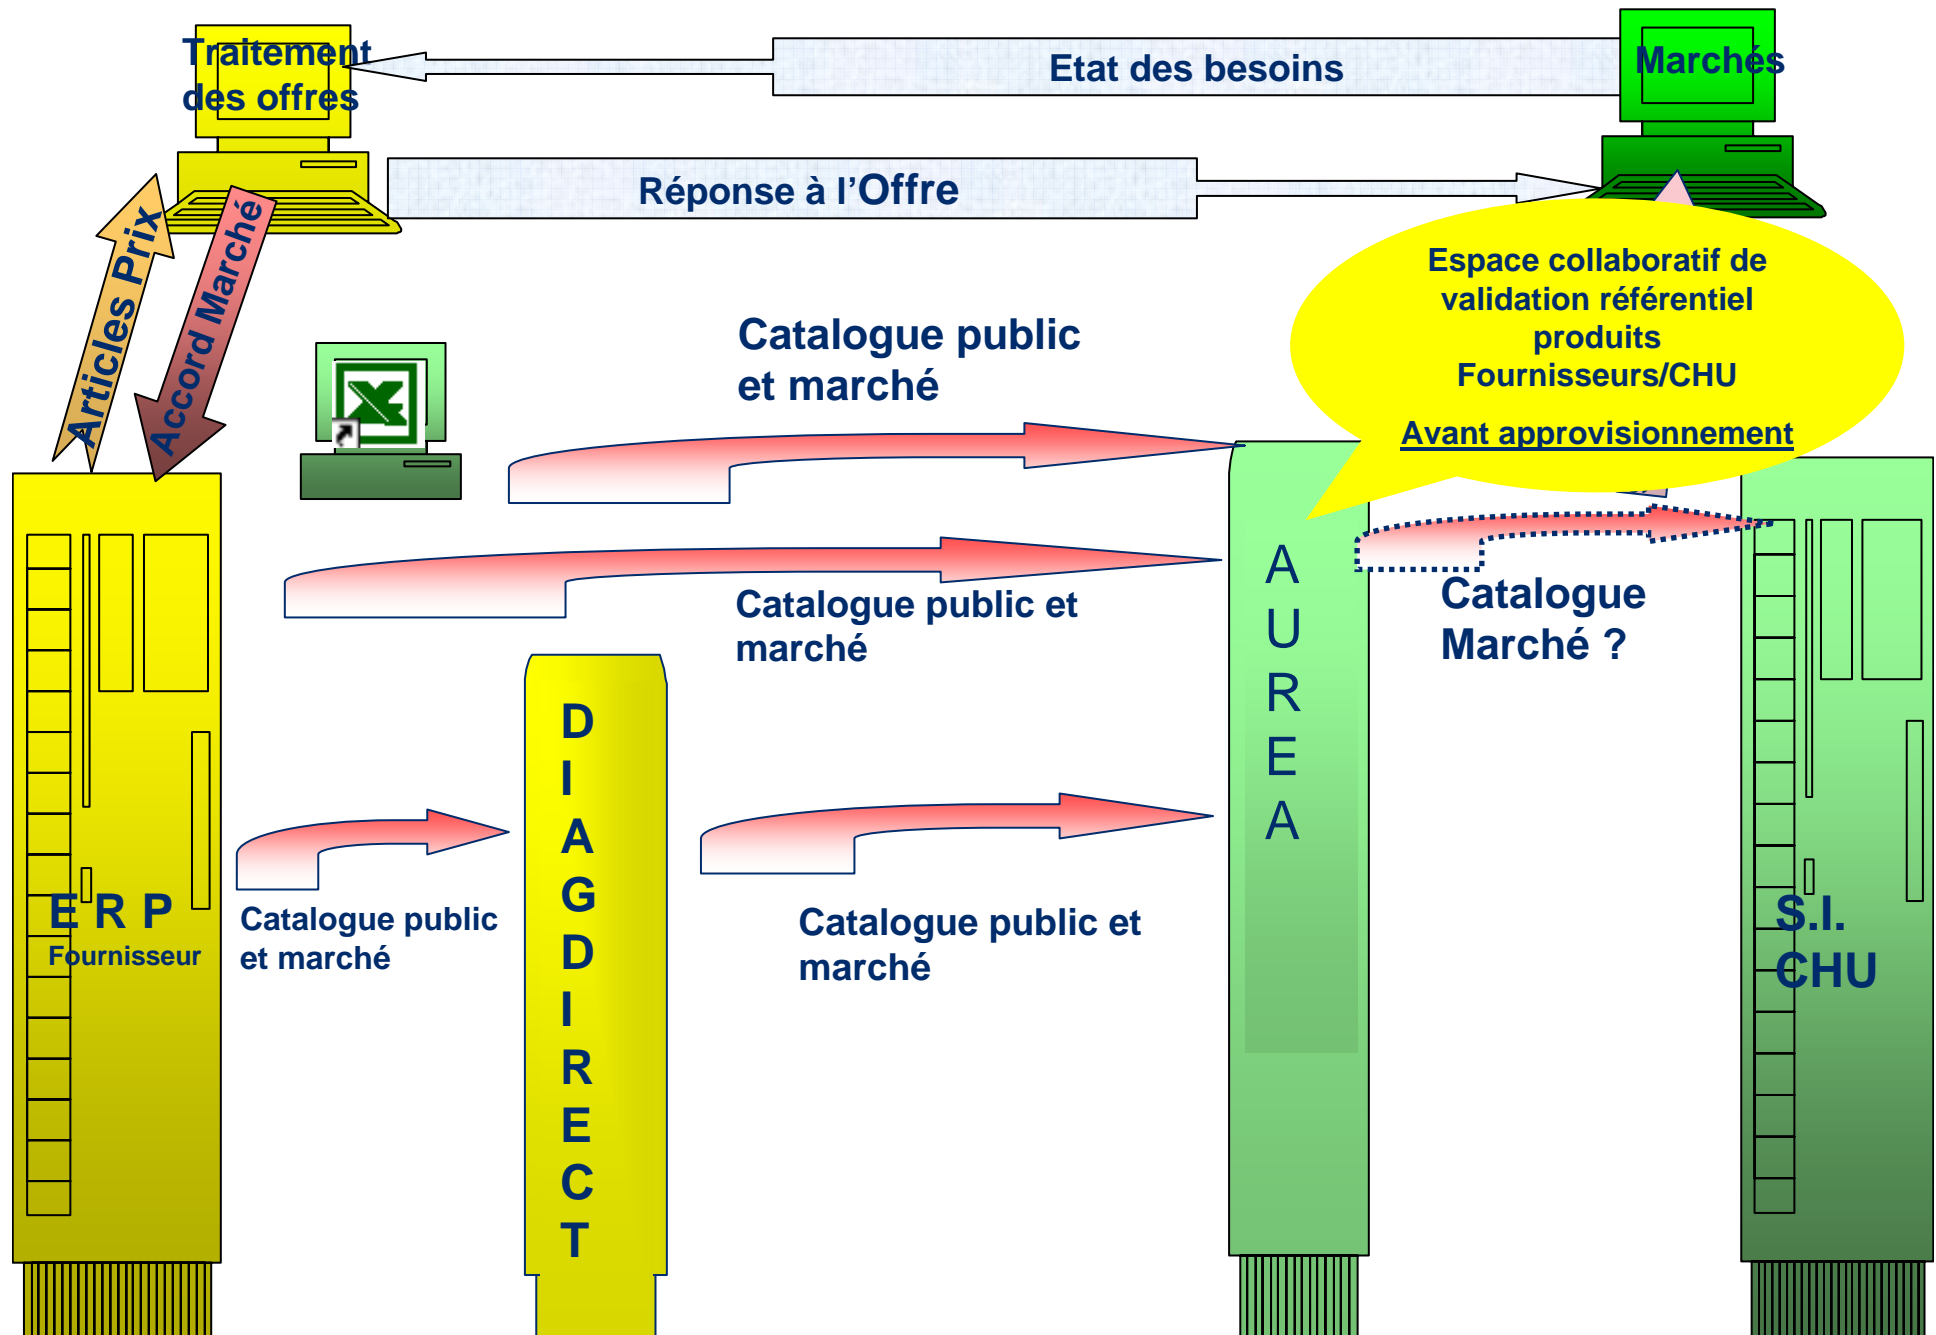 Traitement
des offres
Etat des besoins
Marchés
Réponse à l'Offre
Articles Prix
Accord Marché
Espace collaboratif de
validation référentiel
produits
Fournisseurs/CHU
Avant approvisionnement
Catalogue public
et marché
Catalogue public et
marché
Catalogue
Marché ?
A
U
R
E
A
D
I
A
G
D
I
R
E
C
T
E R P
Fournisseur
Catalogue public
et marché
Catalogue public et
marché
S.I.
CHU